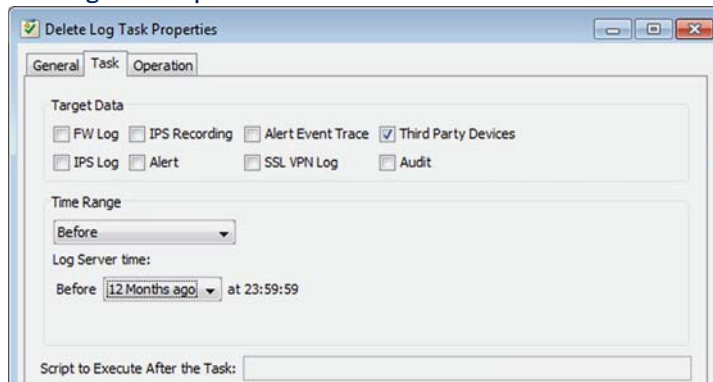 Delete Log Task Properties
General Task Operation
Target Data
FW Log IPS Recording Alert Event Trace Third Party Devices
IPS Log Alert SSL VPN Log Audit
Time Range
Before
Log Server time:
Before 12 Months ago at 23:59:59
Script to Execute After the Task: